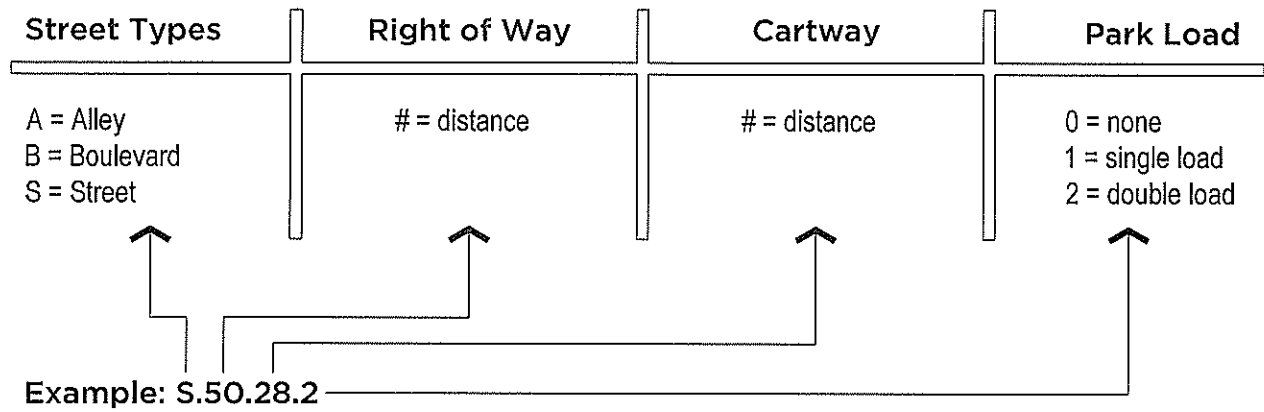 Street Types Right of Way Cartway Park Load
A = Alley # = distance # = distance 0 = none
B = Boulevard 1 = single load
S = Street 2 = double load
Example: S.50.28.2